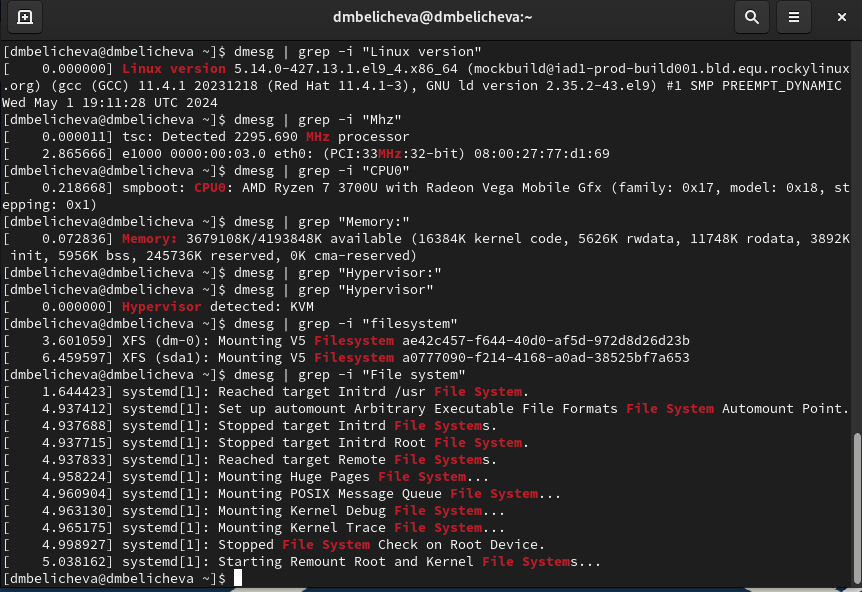 dmbelicheva@dmbelicheva:~
[dmbelicheva@dmbelicheva ~]$ dmesg | grep -i "Linux version"
[    0.000000] Linux version 5.14.0-427.13.1.el9_4.x86_64 (mockbuild@iad1-prod-build001.bld.equ.rockylinux
.org) (gcc (GCC) 11.4.1 20231218 (Red Hat 11.4.1-3), GNU ld version 2.35.2-43.el9) #1 SMP PREEMPT_DYNAMIC
Wed May 1 19:11:28 UTC 2024
[dmbelicheva@dmbelicheva ~]$ dmesg | grep -i "Mhz"
[    0.000011] tsc: Detected 2295.690 MHz processor
[    2.865666] e1000 0000:00:03.0 eth0: (PCI:33MHz:32-bit) 08:00:27:77:d1:69
[dmbelicheva@dmbelicheva ~]$ dmesg | grep -i "CPU0"
[    0.218668] smpboot: CPU0: AMD Ryzen 7 3700U with Radeon Vega Mobile Gfx (family: 0x17, model: 0x18, st
epping: 0x1)
[dmbelicheva@dmbelicheva ~]$ dmesg | grep "Memory:"
[    0.072836] Memory: 3679108K/4193848K available (16384K kernel code, 5626K rwdata, 11748K rodata, 3892K
 init, 5956K bss, 245736K reserved, 0K cma-reserved)
[dmbelicheva@dmbelicheva ~]$ dmesg | grep "Hypervisor:"
[dmbelicheva@dmbelicheva ~]$ dmesg | grep "Hypervisor"
[    0.000000] Hypervisor detected: KVM
[dmbelicheva@dmbelicheva ~]$ dmesg | grep -i "filesystem"
[    3.601059] XFS (dm-0): Mounting V5 Filesystem ae42c457-f644-40d0-af5d-972d8d26d23b
[    6.459597] XFS (sda1): Mounting V5 Filesystem a0777090-f214-4168-a0ad-38525bf7a653
[dmbelicheva@dmbelicheva ~]$ dmesg | grep -i "File system"
[    1.644423] systemd[1]: Reached target Initrd /usr File System.
[    4.937412] systemd[1]: Set up automount Arbitrary Executable File Formats File System Automount Point.
[    4.937688] systemd[1]: Stopped target Initrd File Systems.
[    4.937715] systemd[1]: Stopped target Initrd Root File System.
[    4.937833] systemd[1]: Reached target Remote File Systems.
[    4.958224] systemd[1]: Mounting Huge Pages File System...
[    4.960904] systemd[1]: Mounting POSIX Message Queue File System...
[    4.963130] systemd[1]: Mounting Kernel Debug File System...
[    4.965175] systemd[1]: Mounting Kernel Trace File System...
[    4.998927] systemd[1]: Stopped File System Check on Root Device.
[    5.038162] systemd[1]: Starting Remount Root and Kernel File Systems...
[dmbelicheva@dmbelicheva ~]$